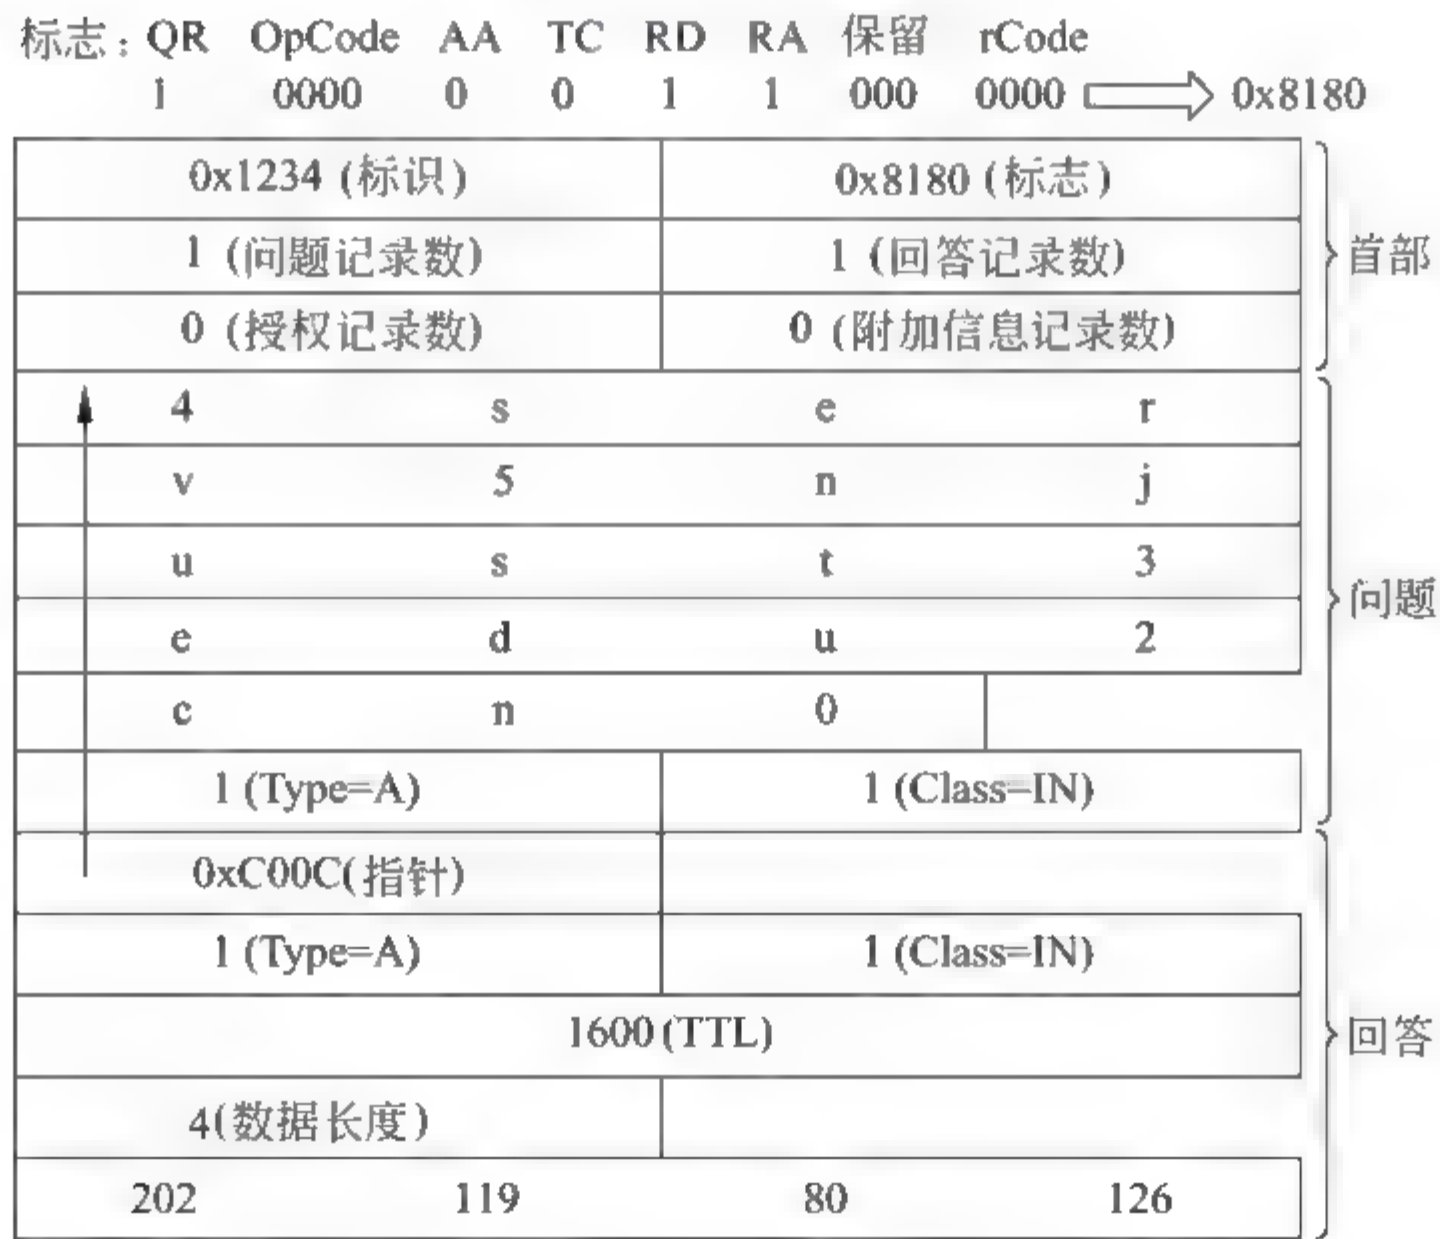 标志：QR OpCode AA TC RD RA 保留 rCode
1 0000 0 0 1 1 000 0000 0x8180
0x1234 (标识) 0x8180 (标志)
1 (问题记录数) 1 (回答记录数) 首部
0 (授权记录数) 0 (附加信息记录数)
4 s e r
v 5 n j
u s t 3
问题
e d u 2
c n 0
1 (Type=A) 1 (Class=IN)
0xC00C(指针)
1 (Type=A) 1 (Class=IN)
1600 (TTL) 回答
4(数据长度)
202 119 80 126